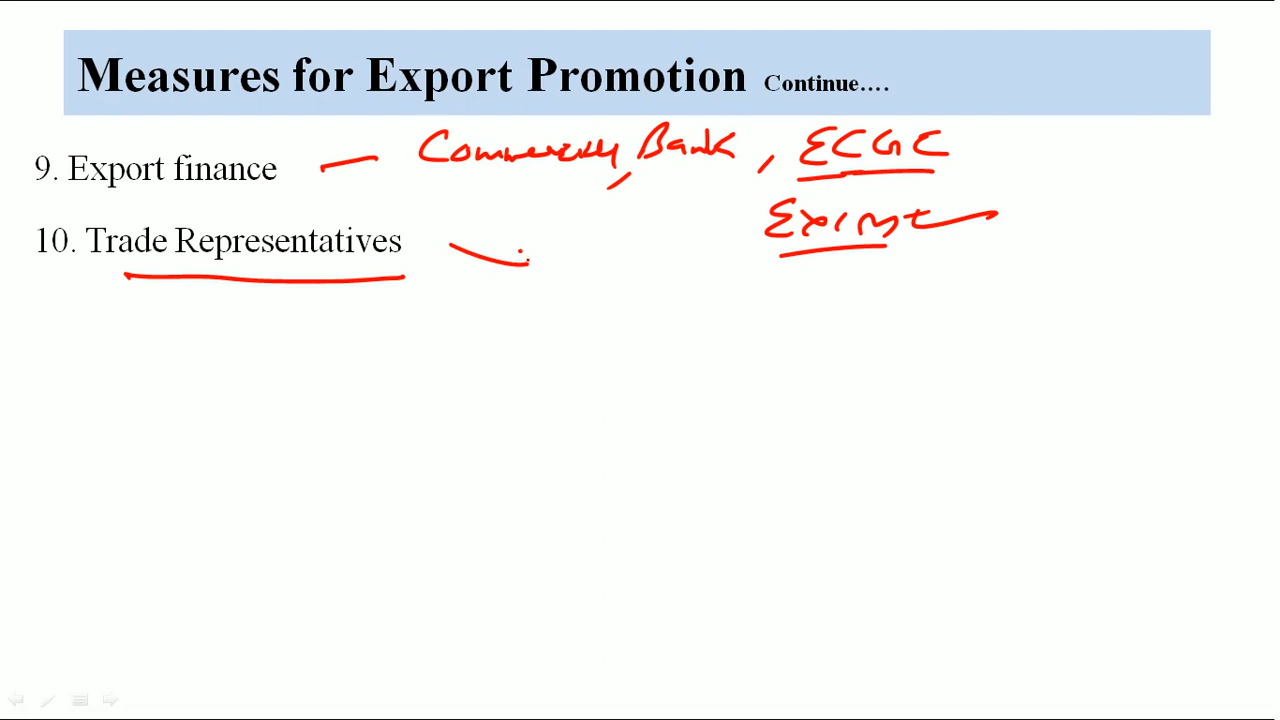 Measures for Export Promotion Continue....
9. Export finance — Commercial Bank, ECGC
Exim
10. Trade Representatives